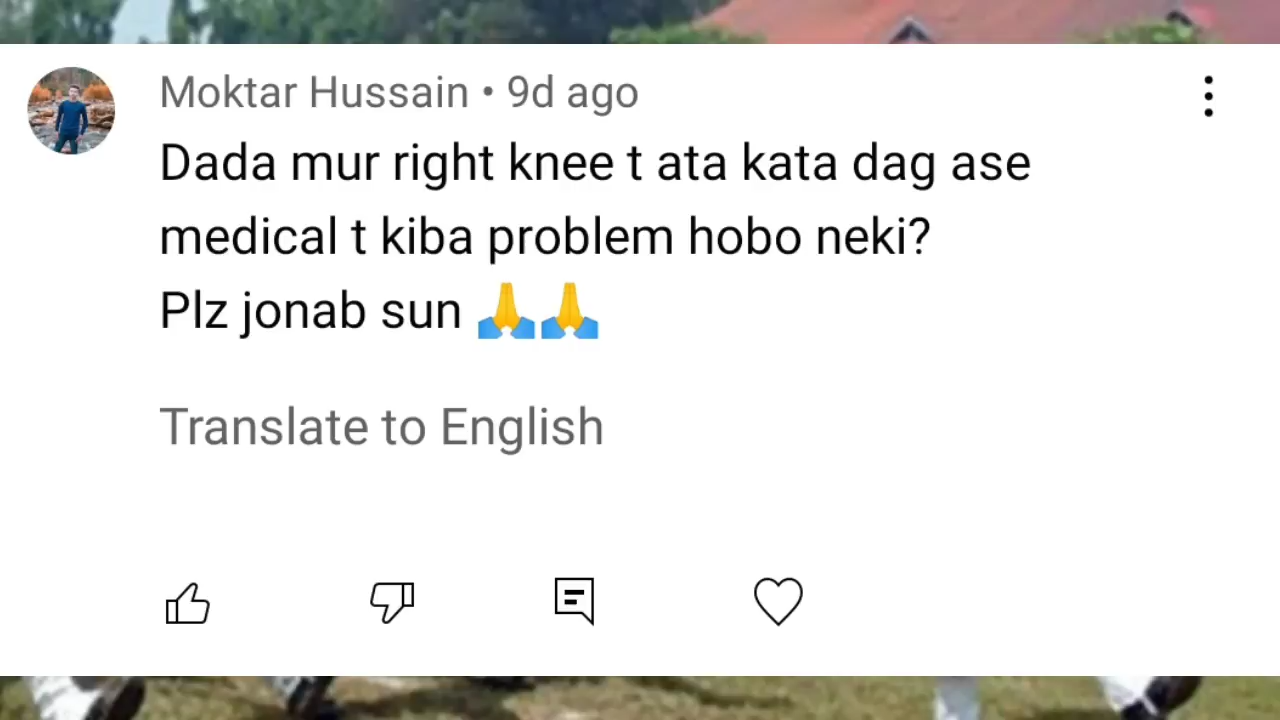 Moktar Hussain • 9d ago
Dada mur right knee t ata kata dag ase
medical t kiba problem hobo neki?
Plz jonab sun 🙏🙏
Translate to English